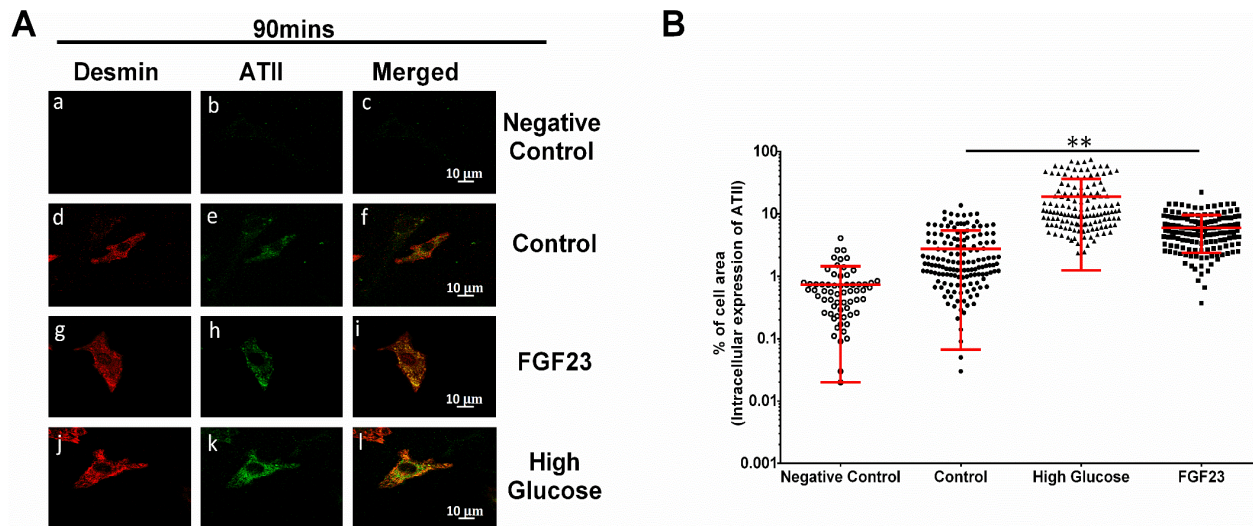 A
90mins
Desmin ATII Merged
a b c
10 µm
Negative
Control
d e f
10 µm
Control
g h i
10 µm
FGF23
j k l
10 µm
High
Glucose
B
**
% of cell area
(Intracellular expression of ATII)
100
10
1
0.1
0.01
0.001
Negative Control Control High Glucose FGF23